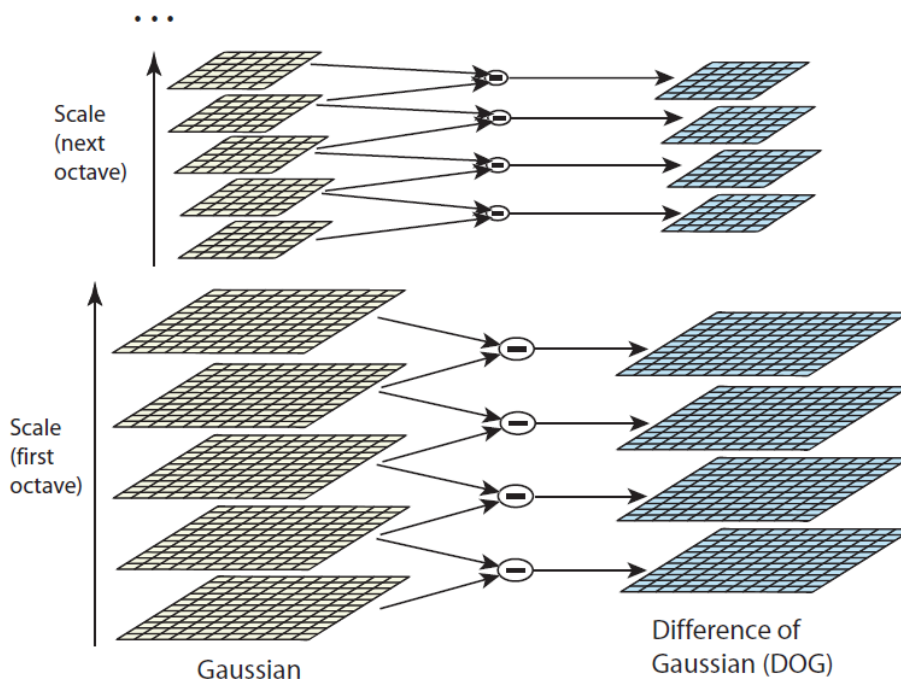 ...
Scale
(next
octave)
Scale
(first
octave)
Gaussian
Difference of
Gaussian (DOG)